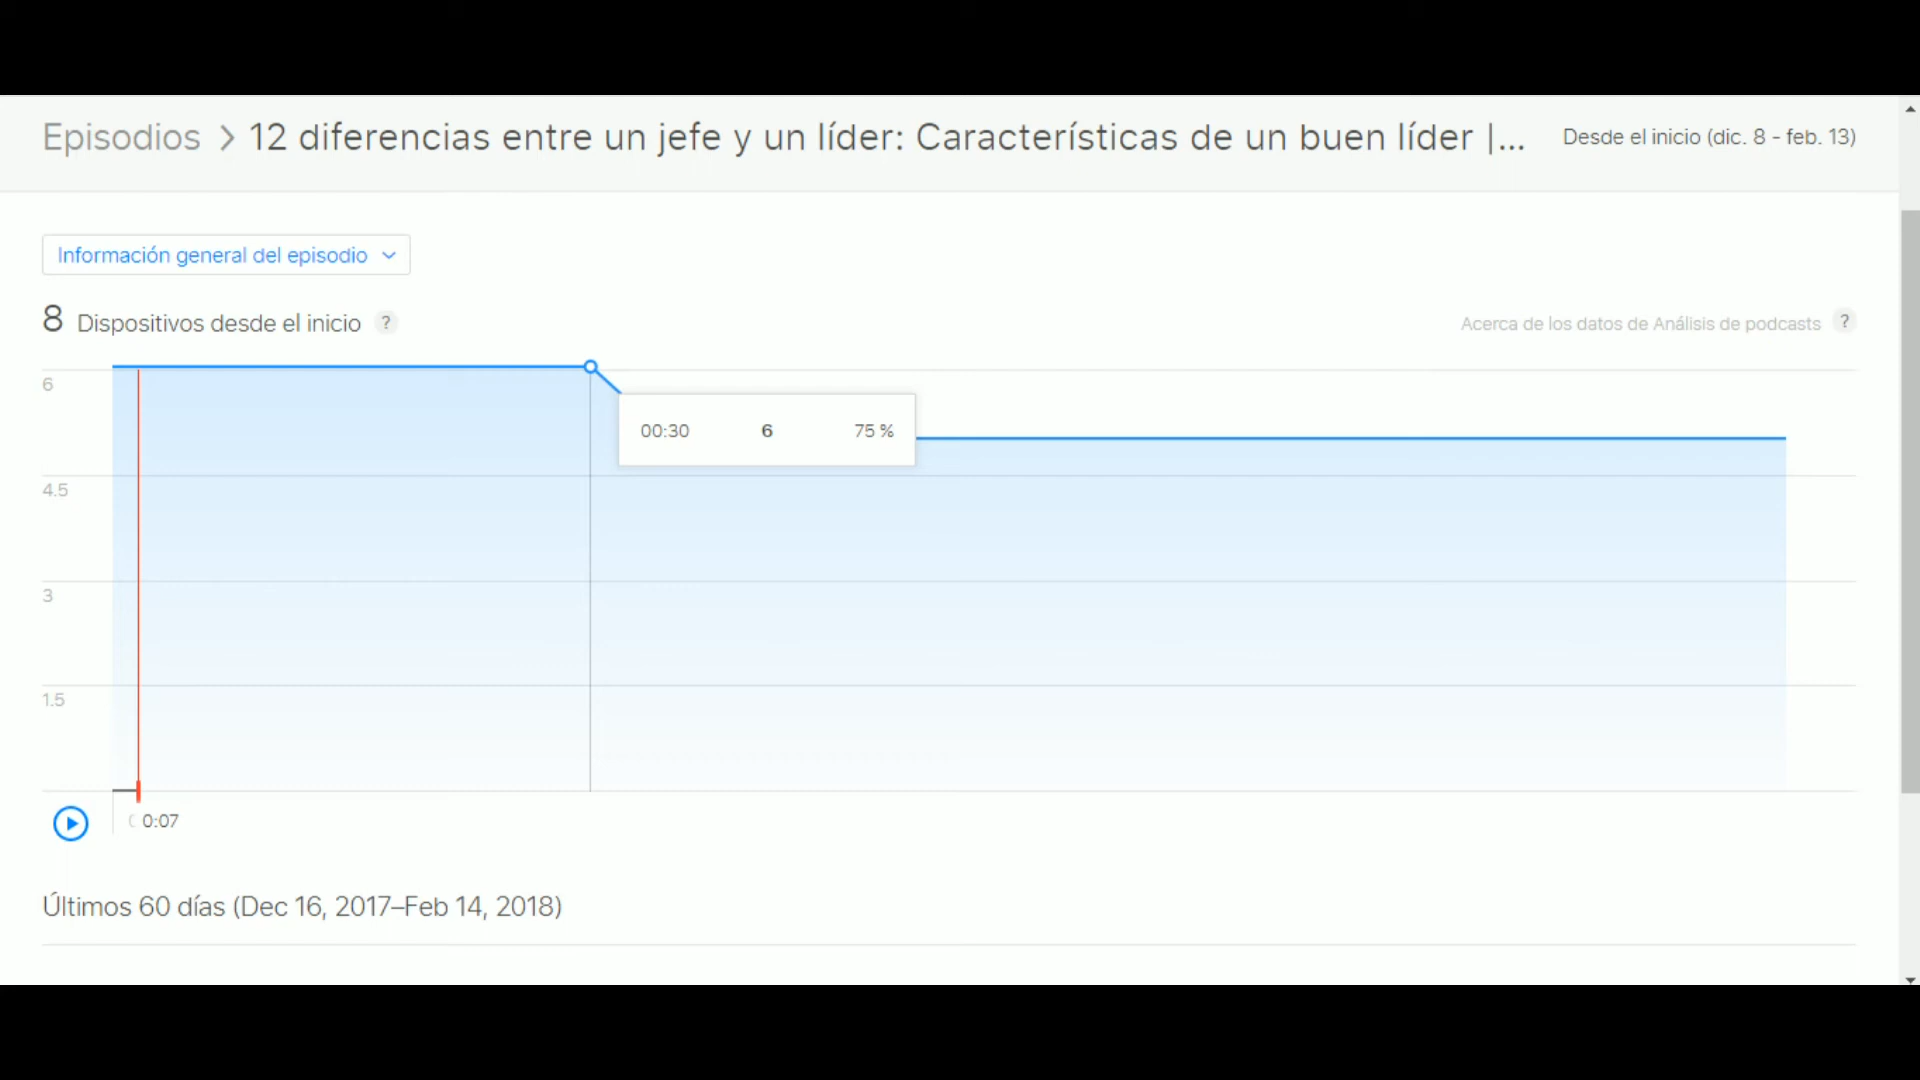 Episodios > 12 diferencias entre un jefe y un líder: Características de un buen líder |...
Desde el inicio (dic. 8 - feb. 13)
Información general del episodio
8 Dispositivos desde el inicio ?
Acerca de los datos de Análisis de podcasts ?
6
00:30 6 75 %
4.5
3
1.5
0:07
Últimos 60 días (Dec 16, 2017–Feb 14, 2018)